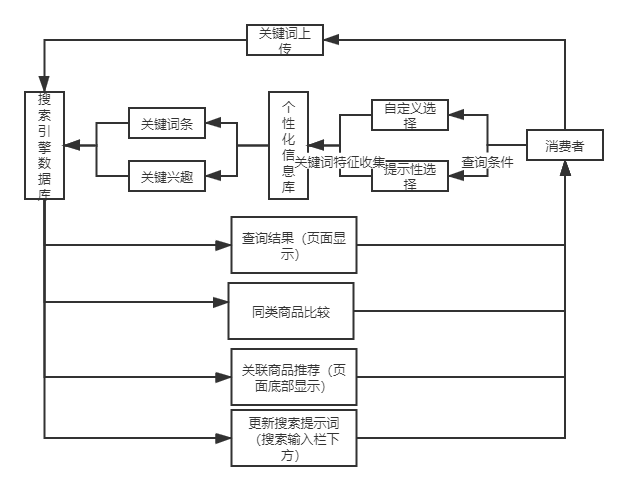 关键词上
传
搜
索
引
擎
数
据
库
关键词条
关键兴趣
个
性
化
信
息
库
关键词特征收集
自定义选
择
提示性选
择
查询条件
消费者
查询结果（页面显
示）
同类商品比较
关联商品推荐（页
面底部显示）
更新搜索提示词
（搜索输入栏下
方）